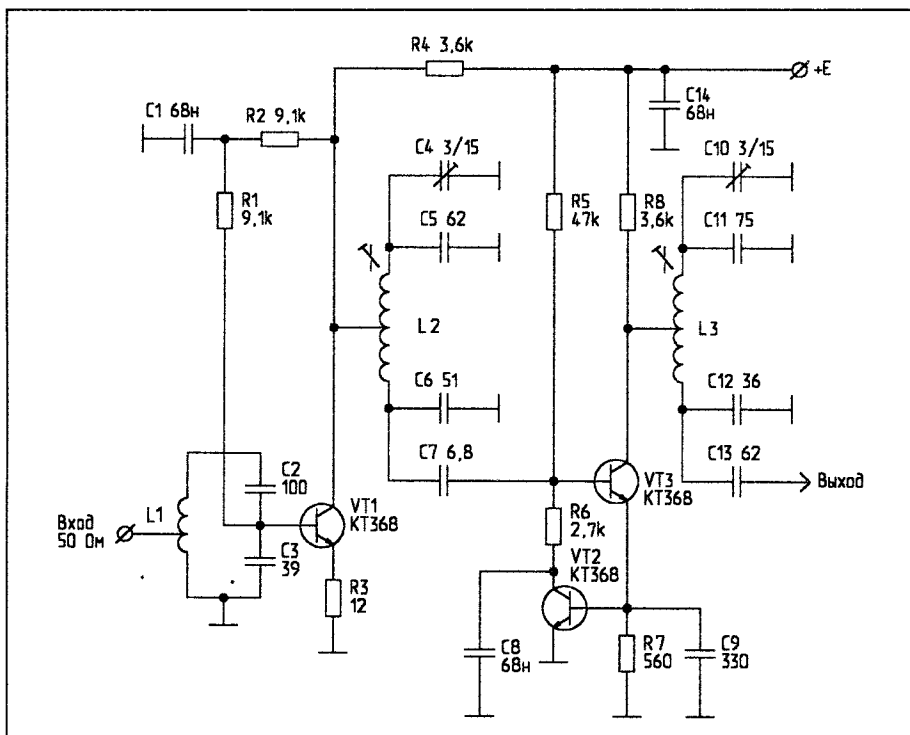 R4 3,6k
+E
C1 68н
R2 9,1k
C14
68н
C4 3/15
C10 3/15
R1
9,1k
R5
47k
R8
3,6k
C5 62
C11 75
L2
L3
C6 51
C12 36
C7 6,8
C13 62
Выход
VT3
КТ368
C2
100
VT1
КТ368
L1
Вход
50 Ом
R6
2,7k
C3
39
VT2
КТ368
R3
12
C8
68н
R7
560
C9
330